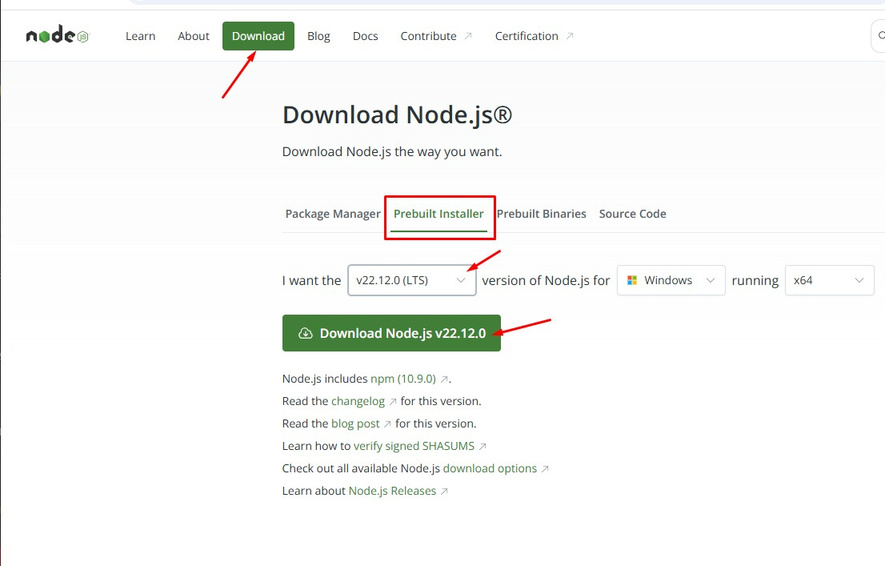 node JS
Learn About Download Blog Docs Contribute Certification
Download Node.js®
Download Node.js the way you want.
Package Manager Prebuilt Installer Prebuilt Binaries Source Code
I want the v22.12.0 (LTS) version of Node.js for Windows running x64
Download Node.js v22.12.0
Node.js includes npm (10.9.0).
Read the changelog for this version.
Read the blog post for this version.
Learn how to verify signed SHASUMS
Check out all available Node.js download options
Learn about Node.js Releases